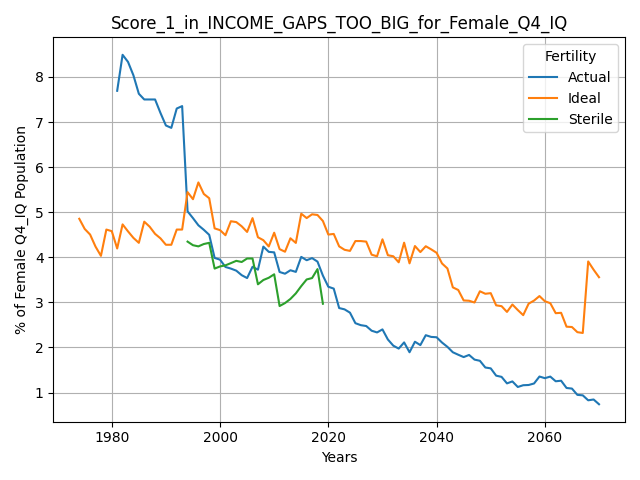 Score_1_in_INCOME_GAPS_TOO_BIG_for_Female_Q4_IQ
Fertility
Actual
Ideal
Sterile
% of Female Q4_IQ Population
8
7
6
5
4
3
2
1
1980 2000 2020 2040 2060
Years